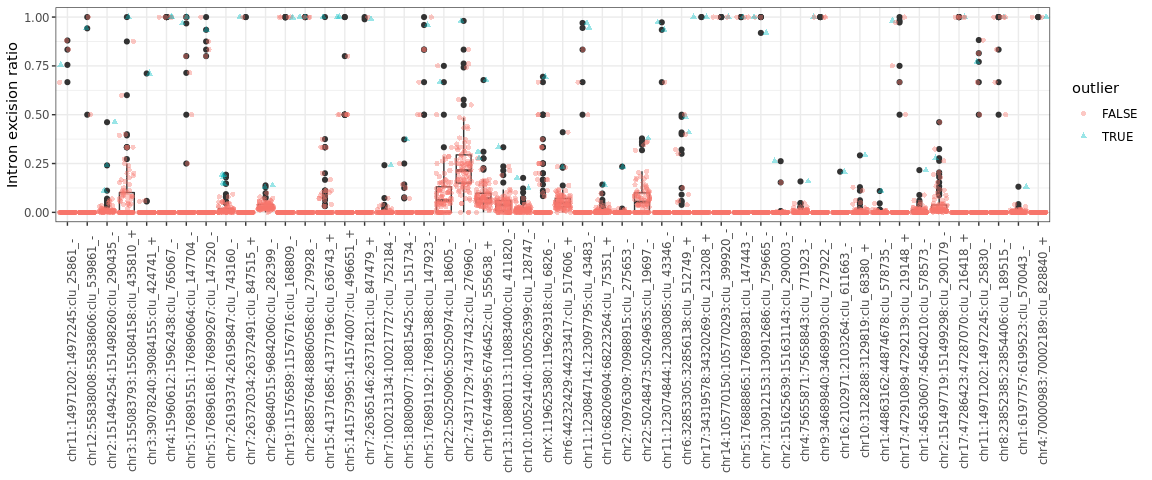 Intron excision ratio
1.00
0.75
0.50
0.25
0.00
chr11:14971202:14972245:clu_25861_-
chr12:55838008:55838606:clu_539861_-
chr2:151494254:151498260:clu_290435_-
chr3:155083793:155084158:clu_435810_+
chr3:39078240:39084155:clu_424741_+
chr4:15960612:15962438:clu_765067_-
chr5:176891551:176896064:clu_147704_-
chr5:176896186:176899267:clu_147520_-
chr7:26193374:26195847:clu_743160_-
chr7:26372034:26372491:clu_847515_+
chr2:96840515:96842060:clu_282399_-
chr19:11576589:11576716:clu_168809_-
chr2:88857684:88860568:clu_279928_-
chr15:41371685:41377196:clu_636743_+
chr5:141573995:141574007:clu_496651_+
chr7:26365146:26371821:clu_847479_+
chr7:100213134:100217727:clu_752184_-
chr5:180809077:180815425:clu_151734_-
chr5:176891192:176891388:clu_147923_-
chr22:50250906:50250974:clu_18605_-
chr2:74371729:74377432:clu_276960_-
chr19:6744995:6746452:clu_555638_+
chr13:110880113:110883400:clu_411820_-
chr10:100524140:100526399:clu_128747_-
chrX:119625380:119629318:clu_6826_-
chr6:44232429:44233417:clu_517606_+
chr11:123084714:123097795:clu_43483_-
chr10:68206904:68223264:clu_75351_+
chr2:70976309:70988915:clu_275653_-
chr22:50248473:50249635:clu_19697_-
chr11:123074844:123083085:clu_43346_-
chr6:32853305:32856138:clu_512749_+
chr17:34319578:34320269:clu_213208_+
chr14:105770150:105770293:clu_399920_-
chr5:176889165:176889381:clu_147443_-
chr7:130912153:130912686:clu_759665_-
chr2:151625639:151631143:clu_290003_-
chr4:75655871:75658843:clu_771923_-
chr9:34689840:34689930:clu_727922_-
chr16:2102971:2103264:clu_611663_-
chr10:3128288:3129819:clu_68380_+
chr1:44863162:44874678:clu_578735_-
chr17:47291089:47292139:clu_219148_+
chr1:45630607:45640210:clu_578573_-
chr2:151497119:151499298:clu_290179_-
chr17:47286423:47287070:clu_216418_+
chr11:14971202:14972245:clu_25830_-
chr8:23852385:23854406:clu_189515_-
chr1:6197757:6199523:clu_570043_-
chr4:70000983:70002189:clu_828840_+
outlier
FALSE
TRUE